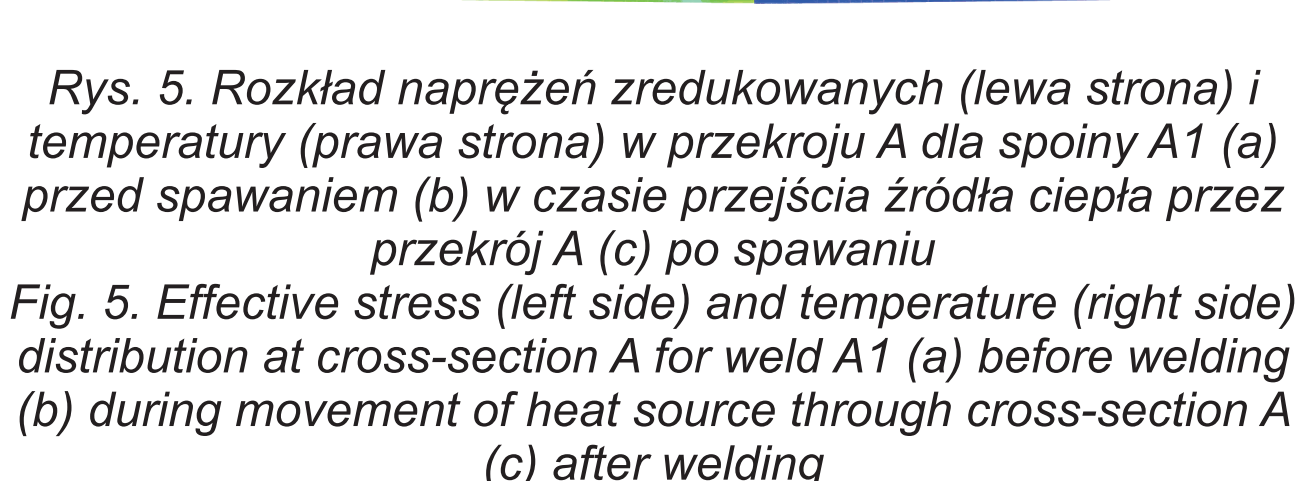 Rys. 5. Rozkład naprężeń zredukowanych (lewa strona) i
temperatury (prawa strona) w przekroju A dla spoiny A1 (a)
przed spawaniem (b) w czasie przejścia źródła ciepła przez
przekrój A (c) po spawaniu
Fig. 5. Effective stress (left side) and temperature (right side)
distribution at cross-section A for weld A1 (a) before welding
(b) during movement of heat source through cross-section A
(c) after welding